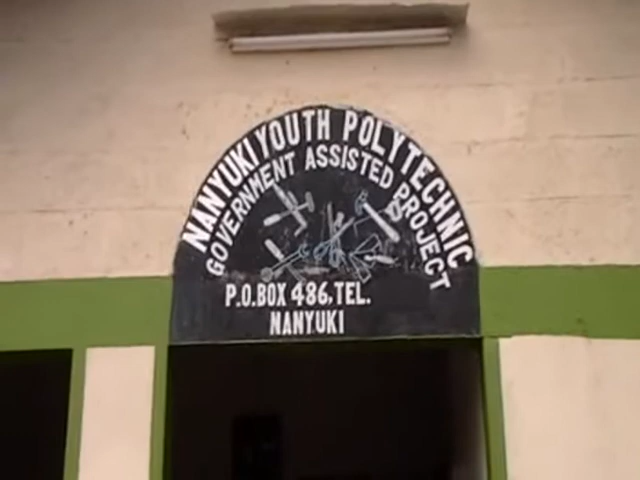 NANYUKI YOUTH POLYTECHNIC
GOVERNMENT ASSISTED PROJECT
P.O.BOX 486,TEL.
NANYUKI